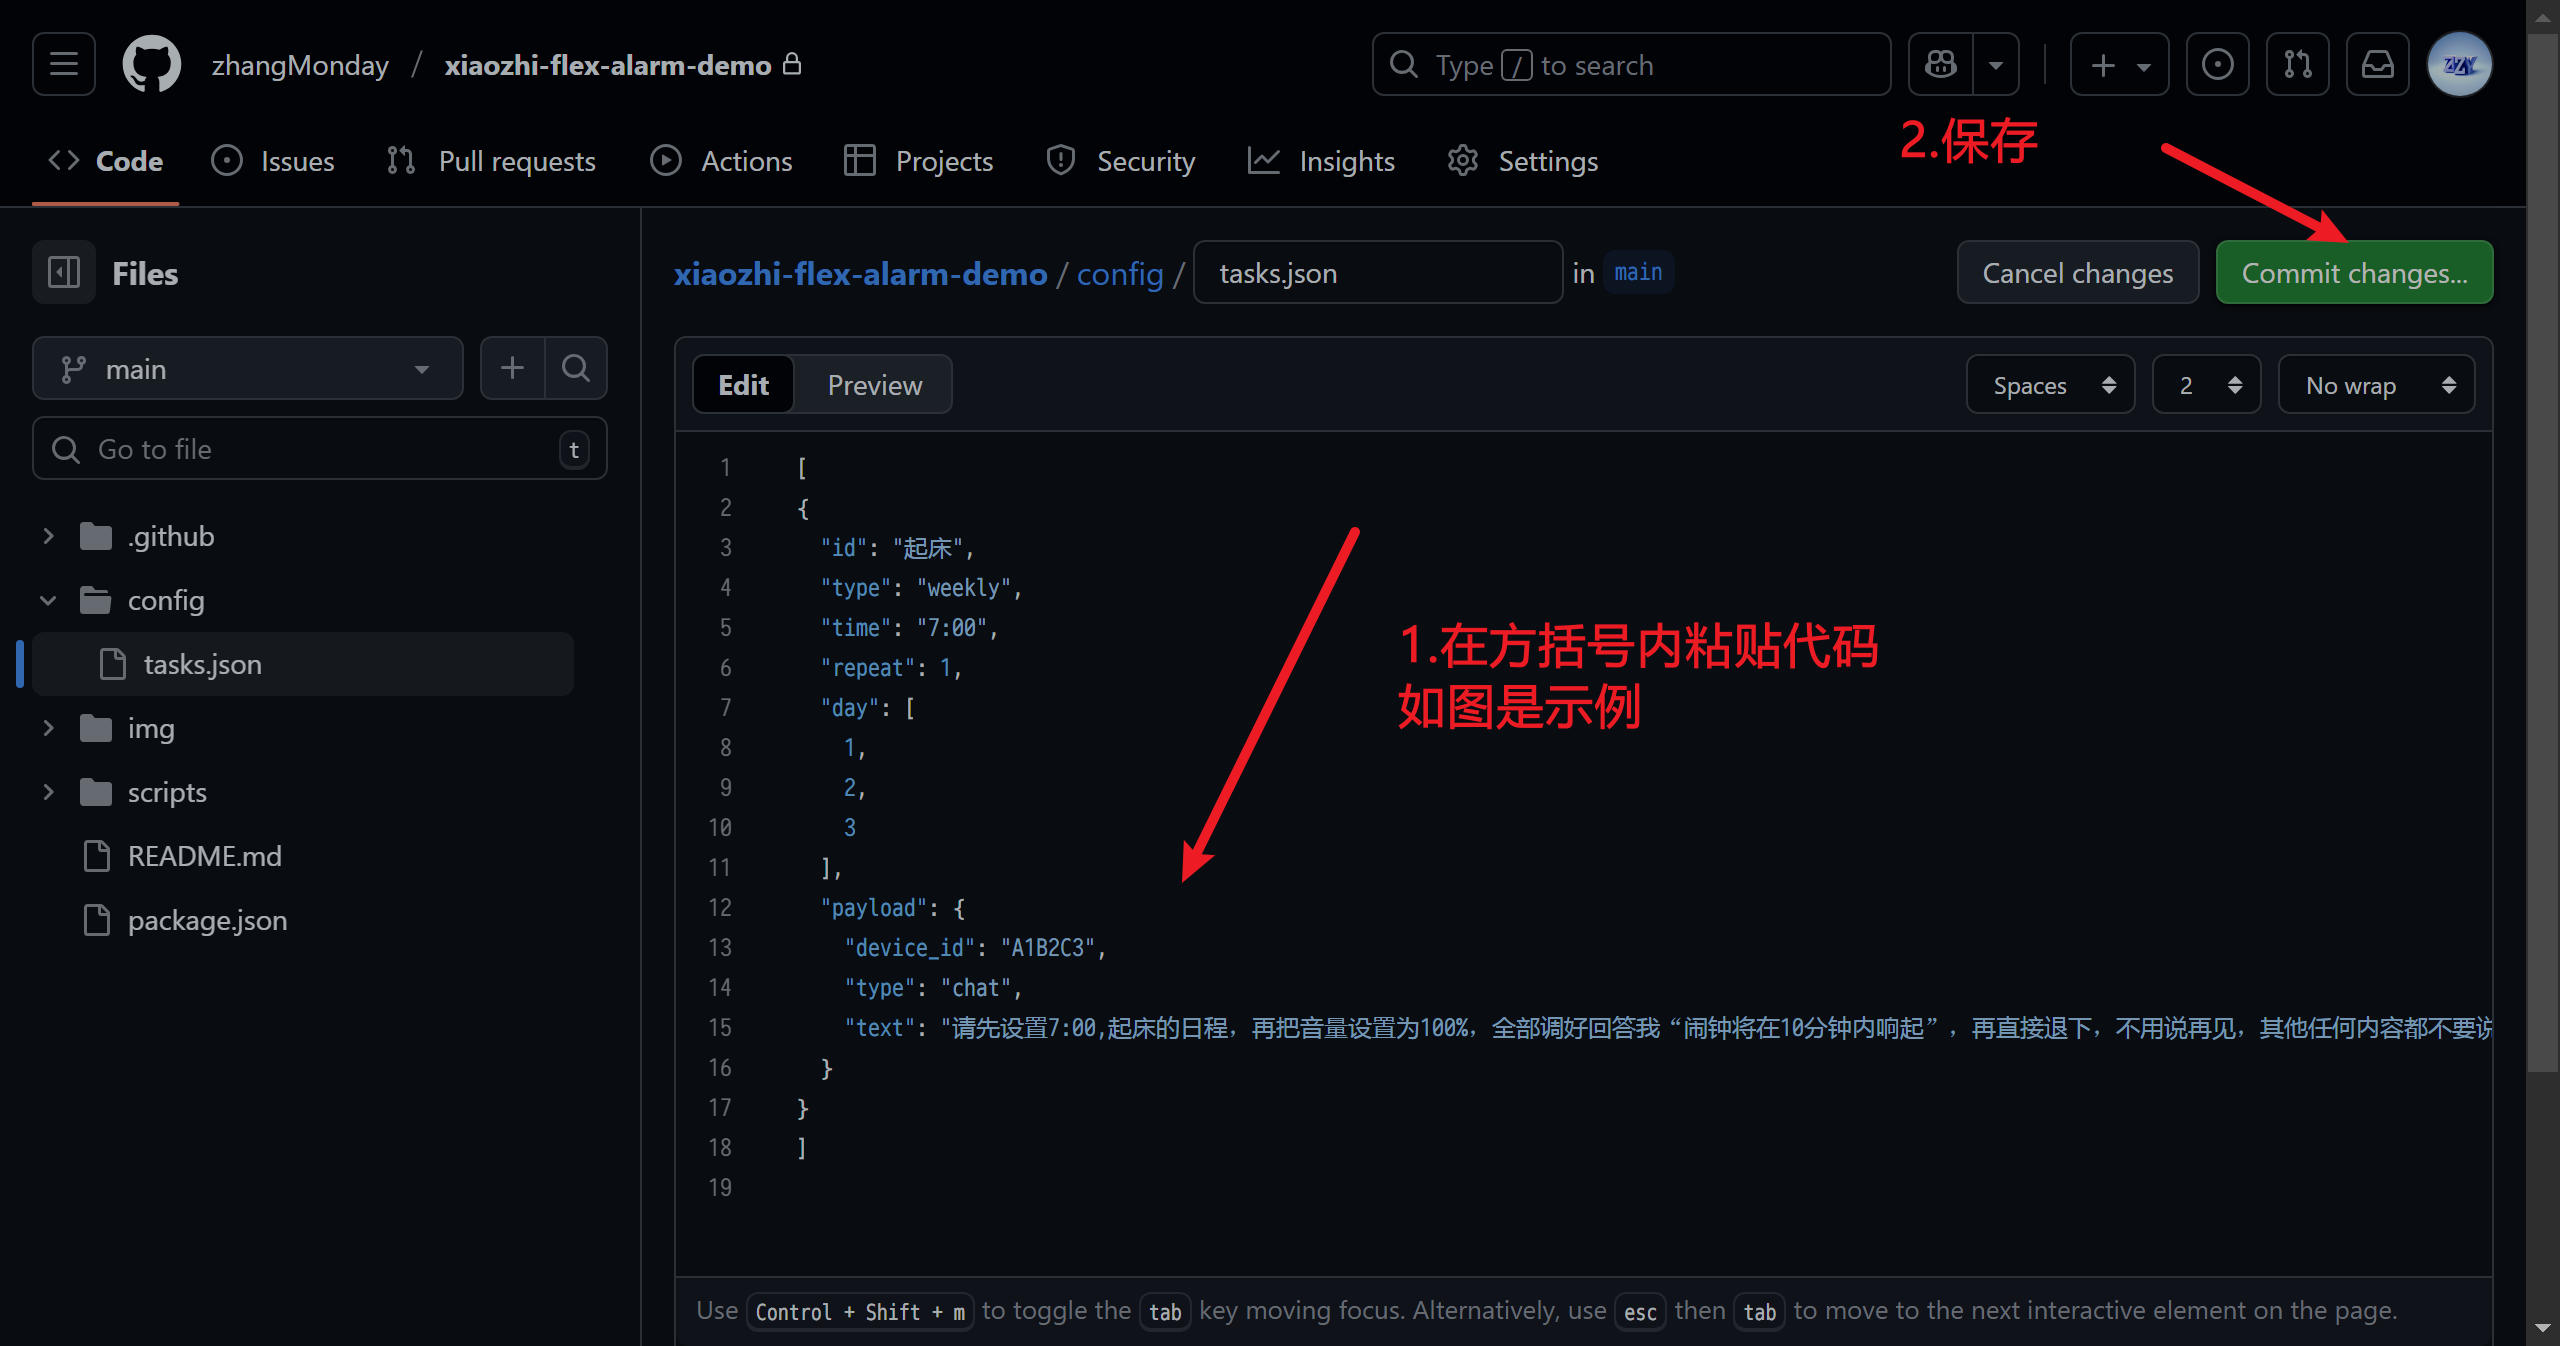 zhangMonday / xiaozhi-flex-alarm-demo
Type / to search
ZZY
Code
Issues
Pull requests
Actions
Projects
Security
Insights
Settings
2.保存
Files
xiaozhi-flex-alarm-demo / config / tasks.json in main
Cancel changes
Commit changes...
main
Go to file
t
.github
config
tasks.json
img
scripts
README.md
package.json
Edit
Preview
Spaces
2
No wrap
1 [
2 {
3 "id": "起床",
4 "type": "weekly",
5 "time": "7:00",
6 "repeat": 1,
7 "day": [
8 1,
9 2,
10 3
11 ],
12 "payload": {
13 "device_id": "A1B2C3",
14 "type": "chat",
15 "text": "请先设置7:00,起床的日程，再把音量设置为100%，全部调好回答我“闹钟将在10分钟内响起”，再直接退下，不用说再见，其他任何内容都不要说
16 }
17 }
18 ]
19
1.在方括号内粘贴代码
如图是示例
Use Control + Shift + m to toggle the tab key moving focus. Alternatively, use esc then tab to move to the next interactive element on the page.